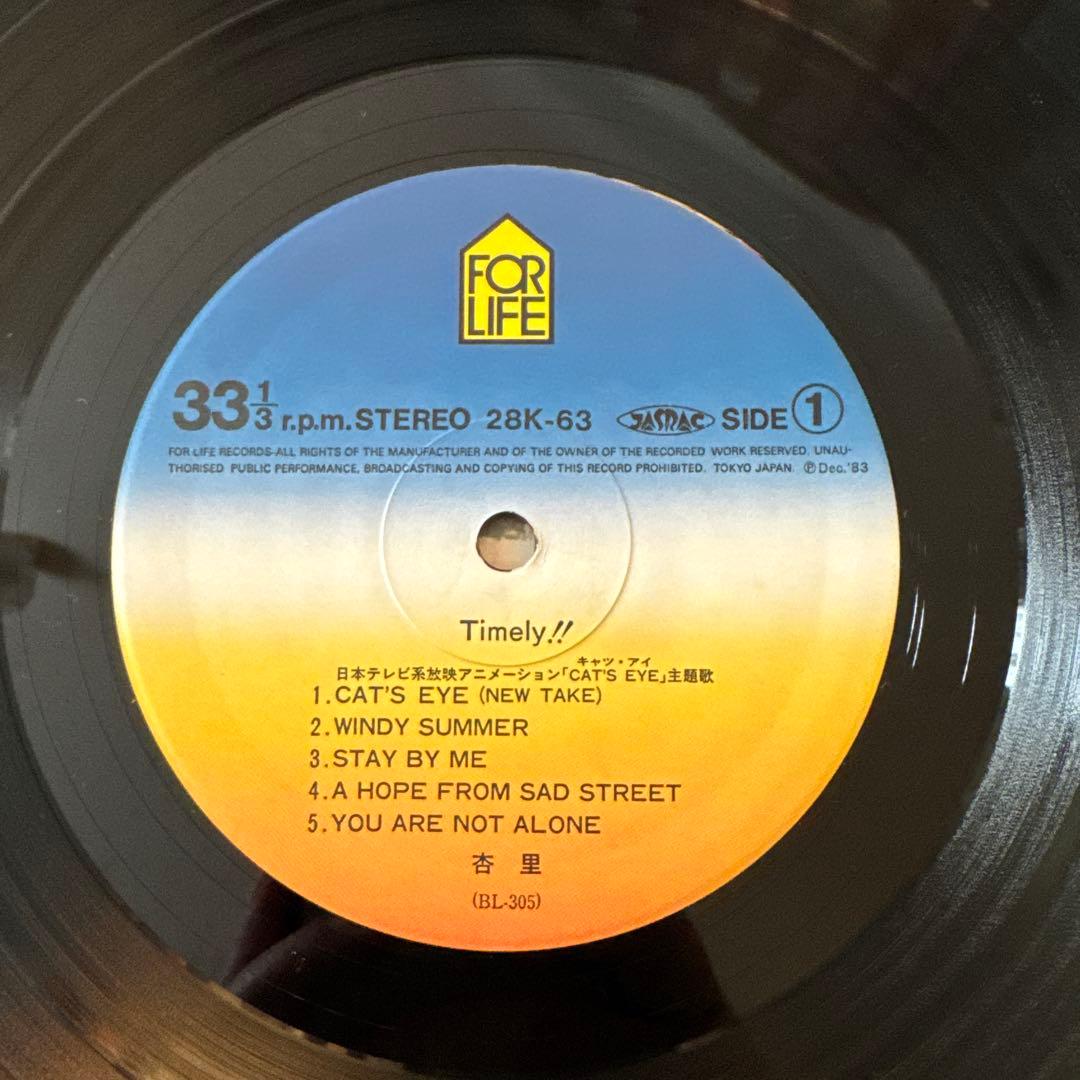 FOR
LIFE
33 1/3 r.p.m. STEREO 28K-63 JASRAC SIDE 1
FOR LIFE RECORDS-ALL RIGHTS OF THE MANUFACTURER AND OF THE OWNER OF THE RECORDED WORK RESERVED, UNAU-
THORISED PUBLIC PERFORMANCE, BROADCASTING AND COPYING OF THIS RECORD PROHIBITED. TOKYO JAPAN. ℗ Dec.'83
Timely!!
キャツ・アイ
日本テレビ系放映アニメーション「CAT'S EYE」主題歌
1.CAT'S EYE (NEW TAKE)
2.WINDY SUMMER
3.STAY BY ME
4.A HOPE FROM SAD STREET
5.YOU ARE NOT ALONE
杏 里
(BL-305)